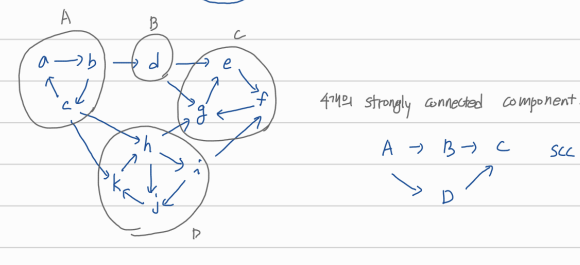 A
B
C
a → b → d → e
c
g
f
h
k
i
j
D
4개의 strongly connected component
A → B → C
SCC
D